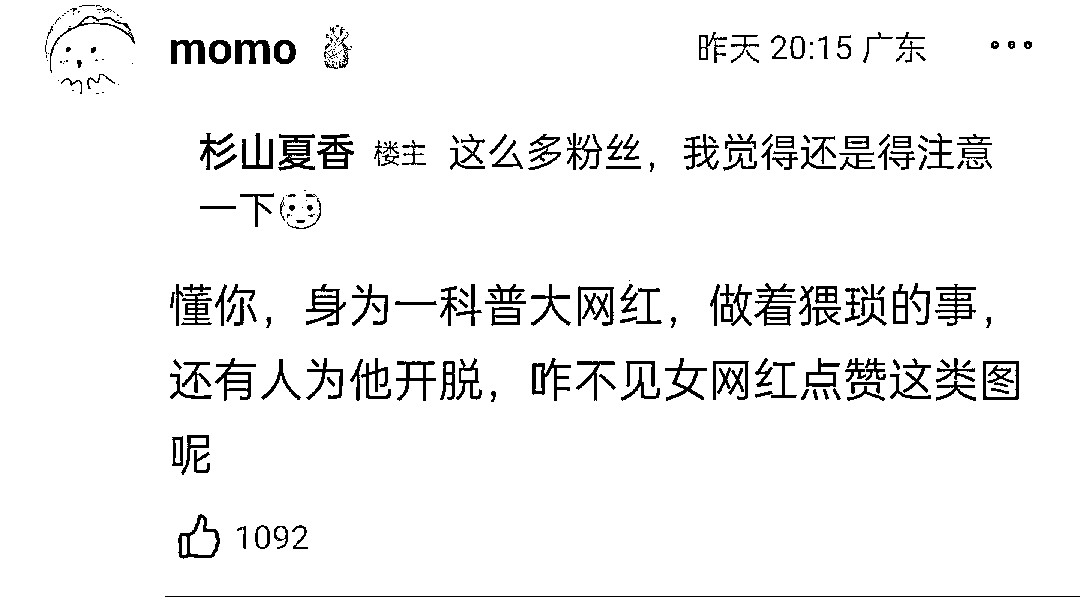 momo
昨天 20:15 广东
杉山夏香 楼主 这么多粉丝，我觉得还是得注意
一下
懂你，身为一科普大网红，做着猥琐的事，
还有人为他开脱，咋不见女网红点赞这类图
呢
1092